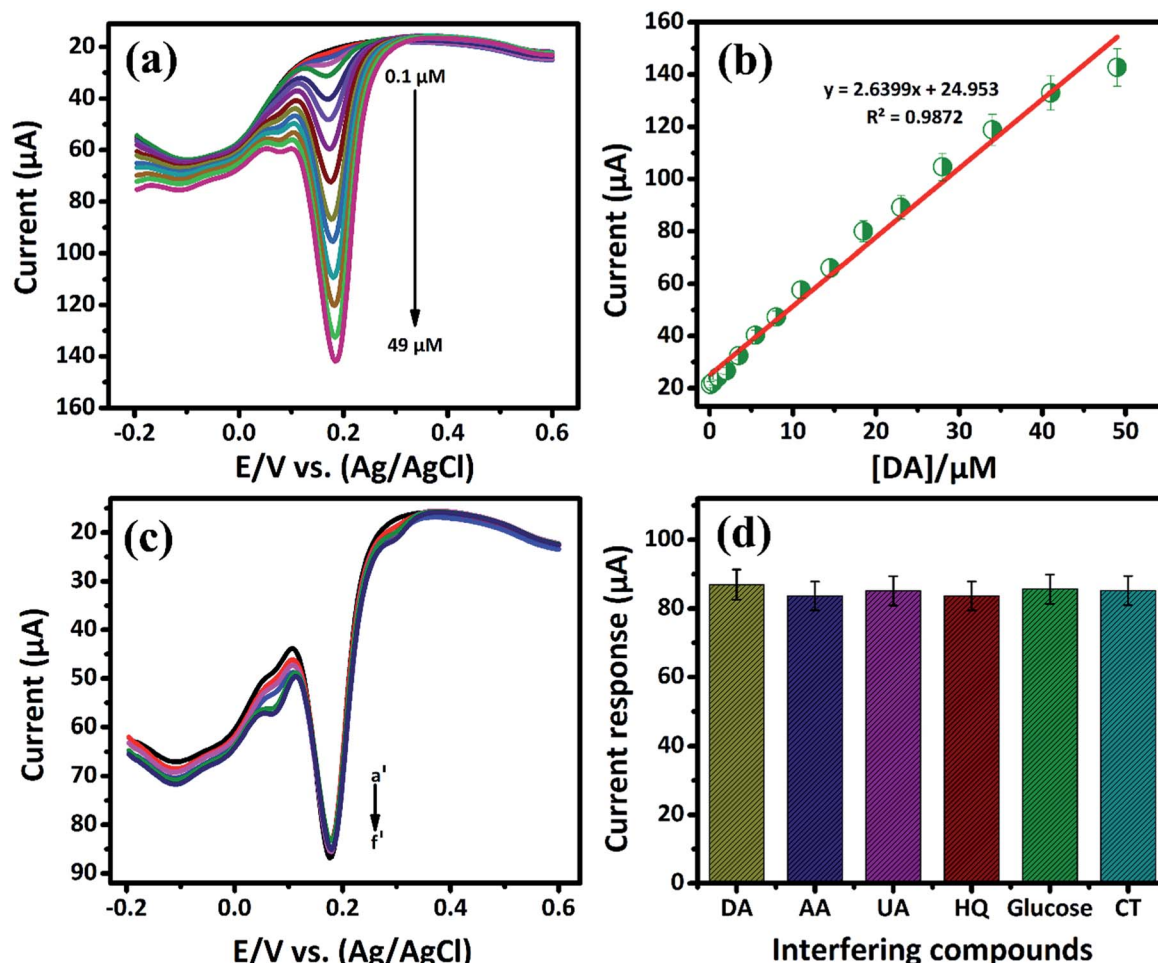 (a)
0.1 µM
49 µM
20
40
60
80
100
120
140
160
-0.2
0.0
0.2
0.4
0.6
Current (µA)
E/V vs. (Ag/AgCl)
(b)
y = 2.6399x + 24.953
R² = 0.9872
160
140
120
100
80
60
40
20
0
10
20
30
40
50
Current (µA)
[DA]/µM
(c)
a'
f'
20
30
40
50
60
70
80
90
-0.2
0.0
0.2
0.4
0.6
Current (µA)
E/V vs. (Ag/AgCl)
(d)
100
80
60
40
20
0
DA
AA
UA
HQ
Glucose
CT
Current response (µA)
Interfering compounds